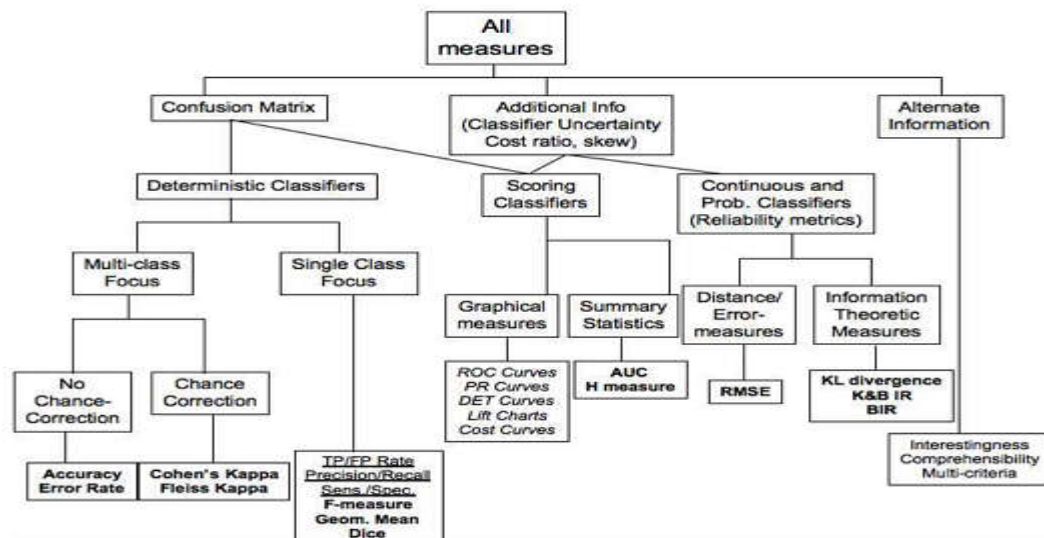 All
measures
Confusion Matrix
Additional Info
(Classifier Uncertainty
Cost ratio, skew)
Alternate
Information
Deterministic Classifiers
Scoring
Classifiers
Continuous and
Prob. Classifiers
(Reliability metrics)
Multi-class
Focus
Single Class
Focus
Graphical
measures
Summary
Statistics
Distance/
Error-
measures
Information
Theoretic
Measures
No
Chance-
Correction
Chance
Correction
ROC Curves
PR Curves
DET Curves
Lift Charts
Cost Curves
AUC
H measure
RMSE
KL divergence
K&B IR
BIR
Accuracy
Error Rate
Cohen's Kappa
Fleiss Kappa
TP/FP Rate
Precision/Recall
Sens./Spec.
F-measure
Geom. Mean
Dice
Interestingness
Comprehensibility
Multi-criteria